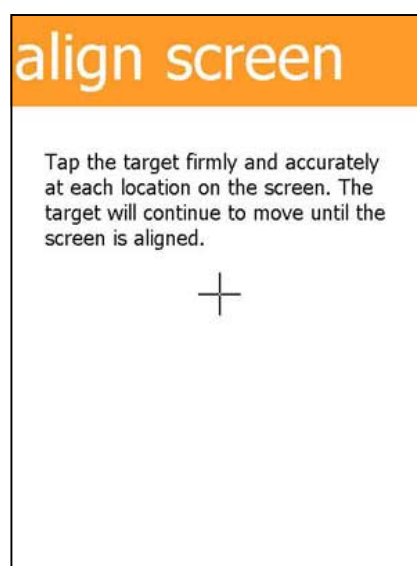 align screen
Tap the target firmly and accurately
at each location on the screen. The
target will continue to move until the
screen is aligned.